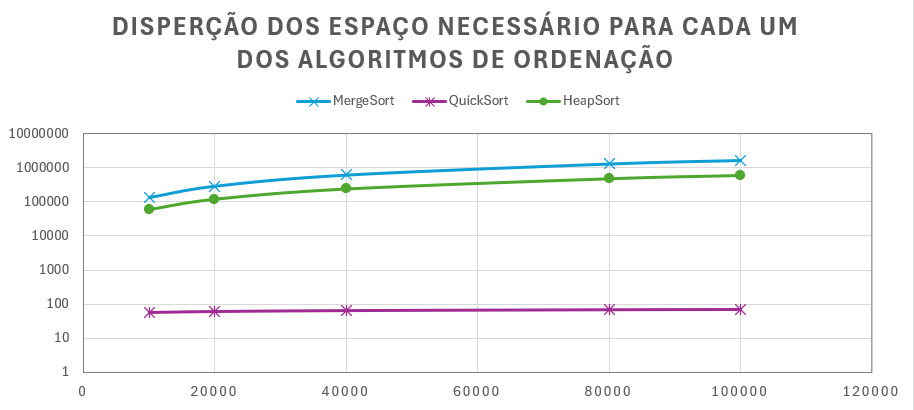 DISPERÇÃO DOS ESPAÇO NECESSÁRIO PARA CADA UM
DOS ALGORITMOS DE ORDENAÇÃO
MergeSort QuickSort HeapSort
10000000
1000000
100000
10000
1000
100
10
1
0 20000 40000 60000 80000 100000 120000